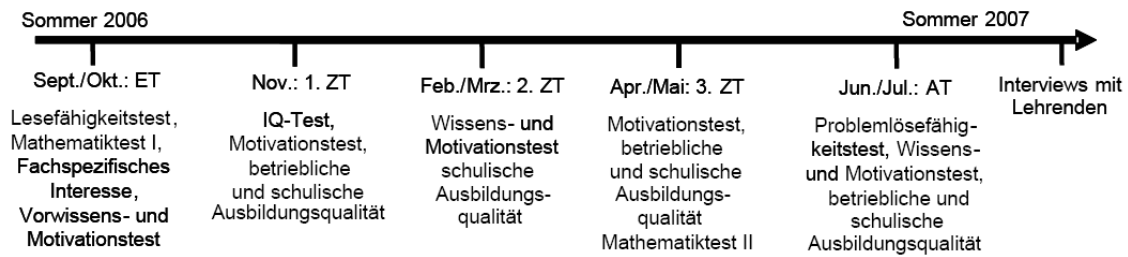 Sommer 2006
Sommer 2007
Sept./Okt.: ET
Lesefähigkeitstest,
Mathematiktest I,
Fachspezifisches
Interesse,
Vorwissens- und
Motivationstest
Nov.: 1. ZT
IQ-Test,
Motivationstest,
betriebliche
und schulische
Ausbildungsqualität
Feb./Mrz.: 2. ZT
Wissens- und
Motivationstest
schulische
Ausbildungs-
qualität
Apr./Mai: 3. ZT
Motivationstest,
betriebliche
und schulische
Ausbildungs-
qualität
Mathematiktest II
Jun./Jul.: AT
Problemlösefähig-
keitstest, Wissens-
und Motivationstest,
betriebliche und
schulische
Ausbildungsqualität
Interviews mit
Lehrenden